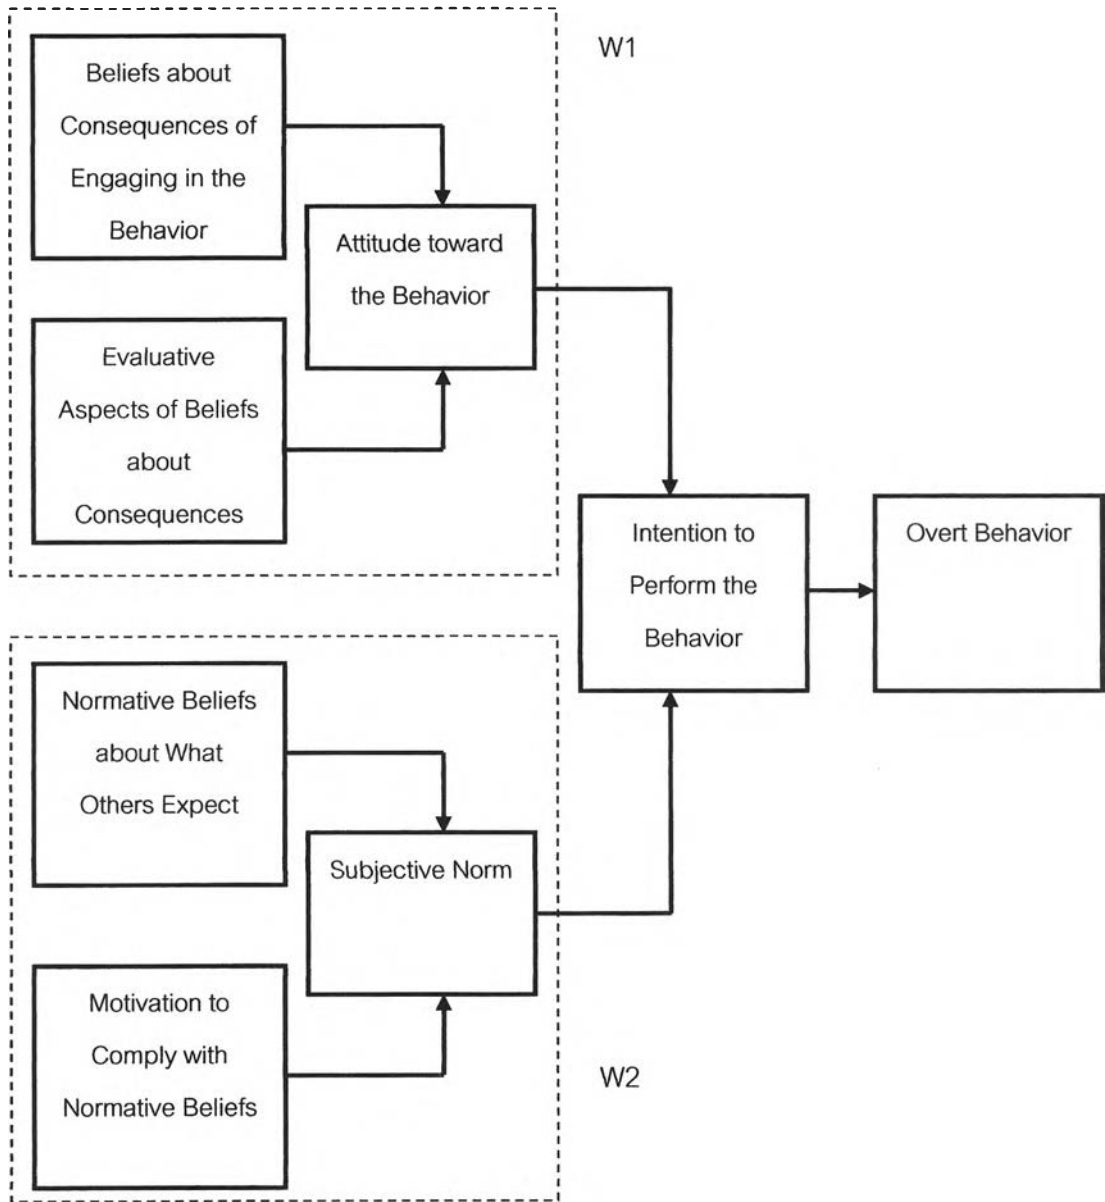 W1
Beliefs about
Consequences of
Engaging in the
Behavior
Attitude toward
the Behavior
Evaluative
Aspects of Beliefs
about
Consequences
Intention to
Perform the
Behavior
Overt Behavior
Normative Beliefs
about What
Others Expect
Subjective Norm
Motivation to
Comply with
Normative Beliefs
W2